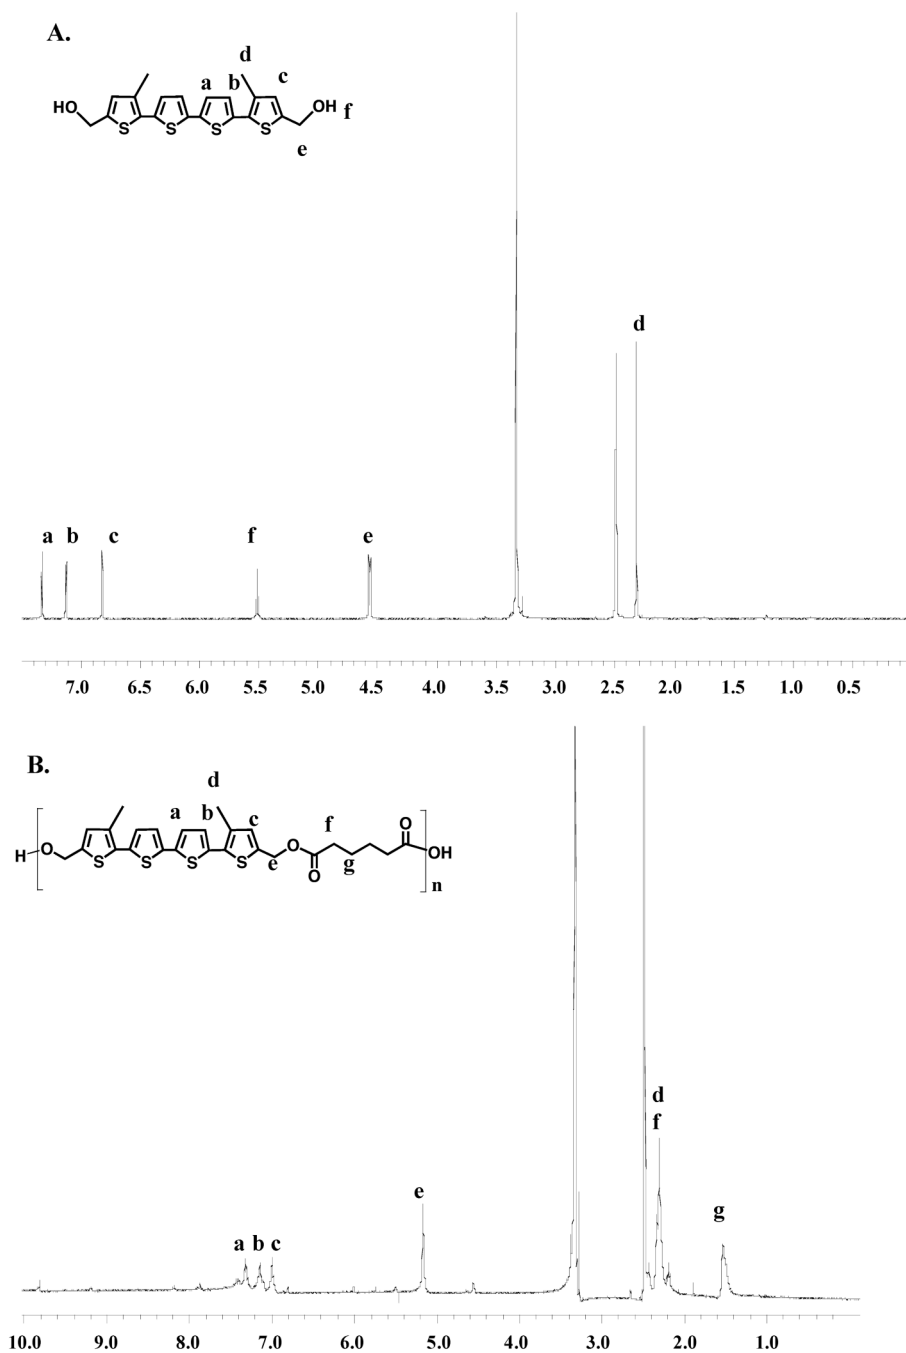 A.
d
a b c
HO OH f
S S S S
e
d
a b c f e
7.0 6.5 6.0 5.5 5.0 4.5 4.0 3.5 3.0 2.5 2.0 1.5 1.0 0.5
B.
d
a b c f O
H O O OH
S S S S e O g
n
d
f
e g
a b c
10.0 9.0 8.0 7.0 6.0 5.0 4.0 3.0 2.0 1.0